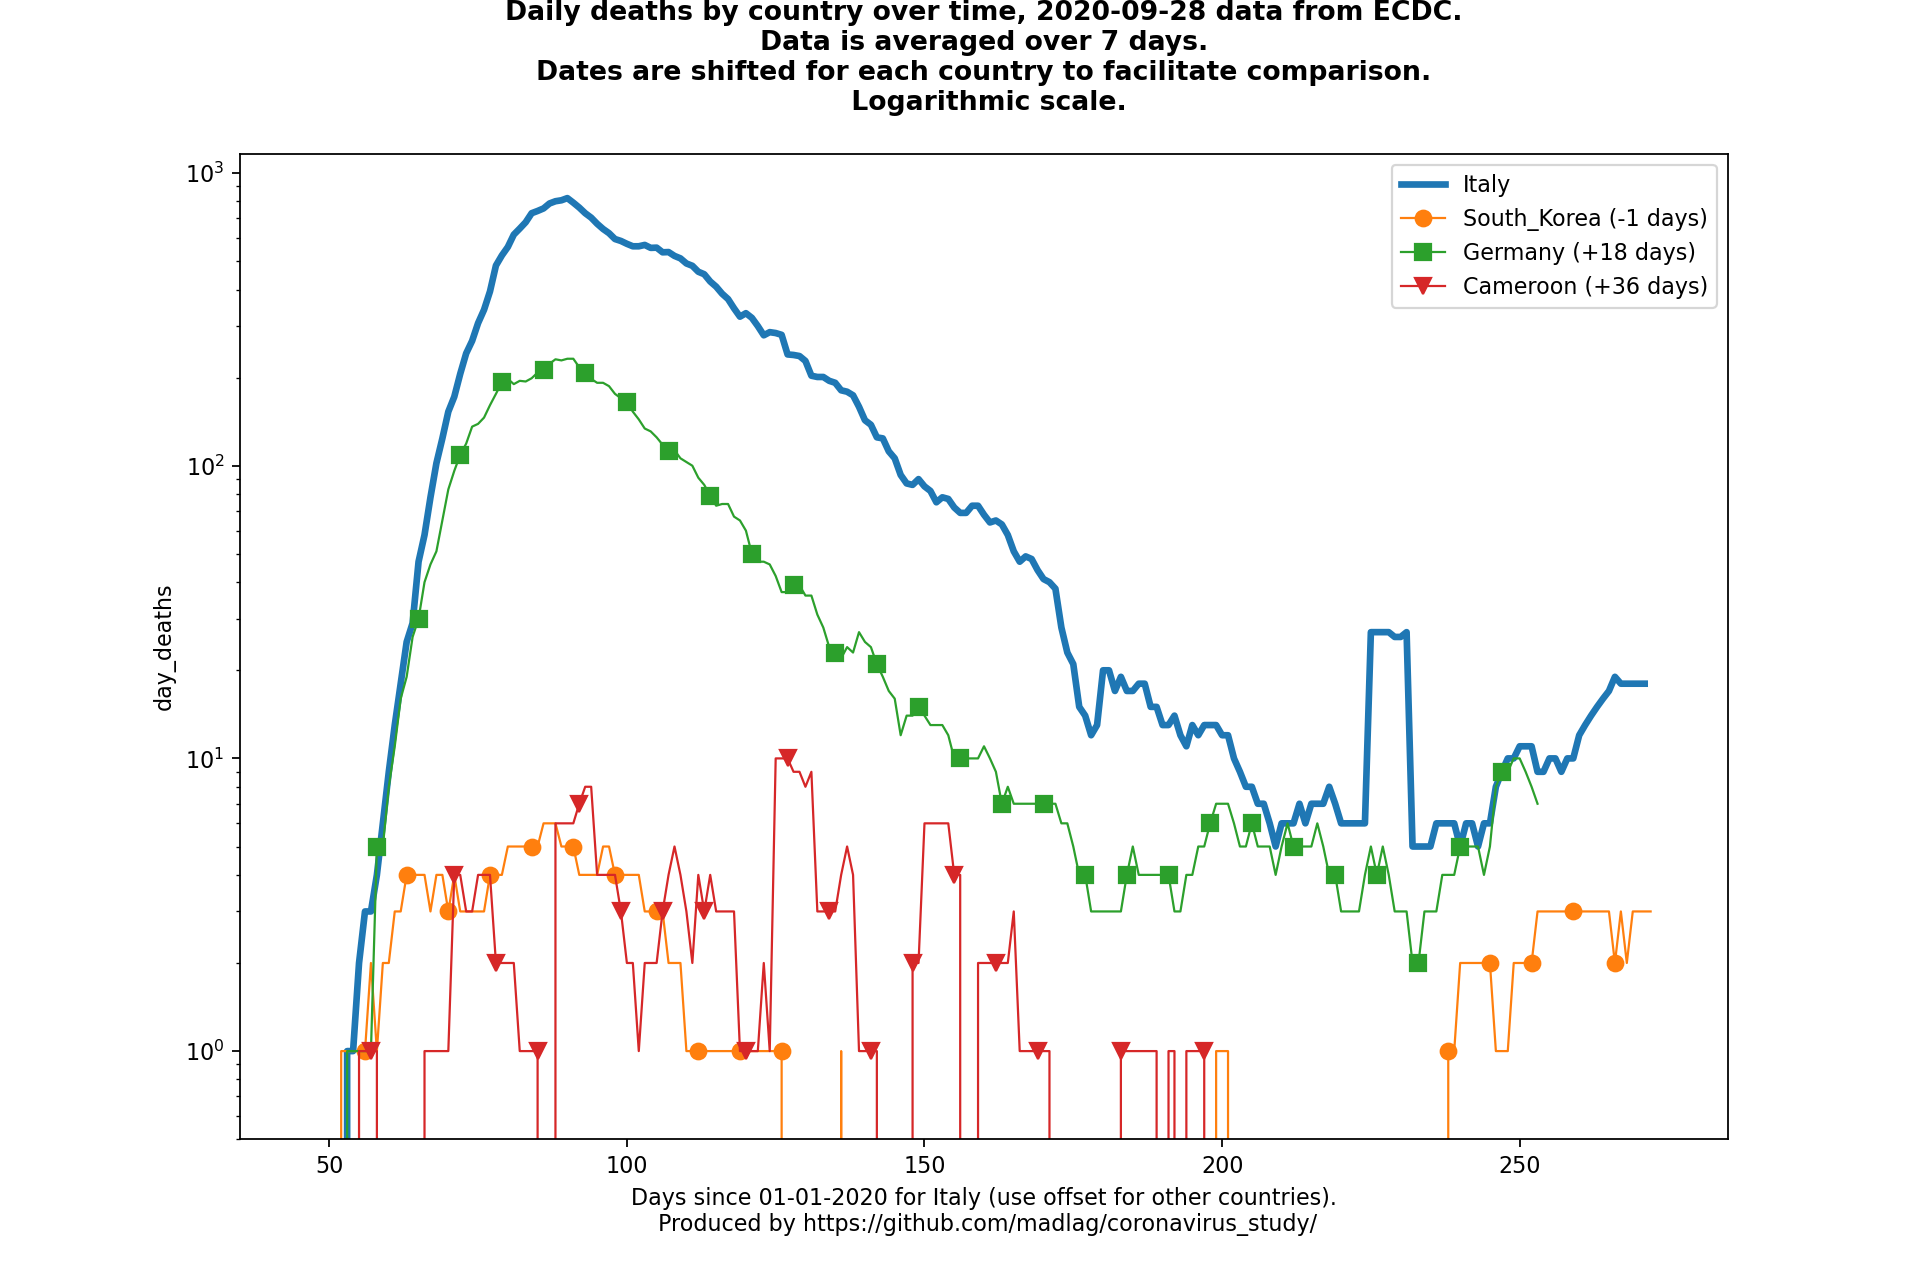 Daily deaths by country over time, 2020-09-28 data from ECDC.
Data is averaged over 7 days.
Dates are shifted for each country to facilitate comparison.
Logarithmic scale.
10³
10²
10¹
10⁰
day_deaths
Italy
South_Korea (-1 days)
Germany (+18 days)
Cameroon (+36 days)
50 100 150 200 250
Days since 01-01-2020 for Italy (use offset for other countries).
Produced by https://github.com/madlag/coronavirus_study/